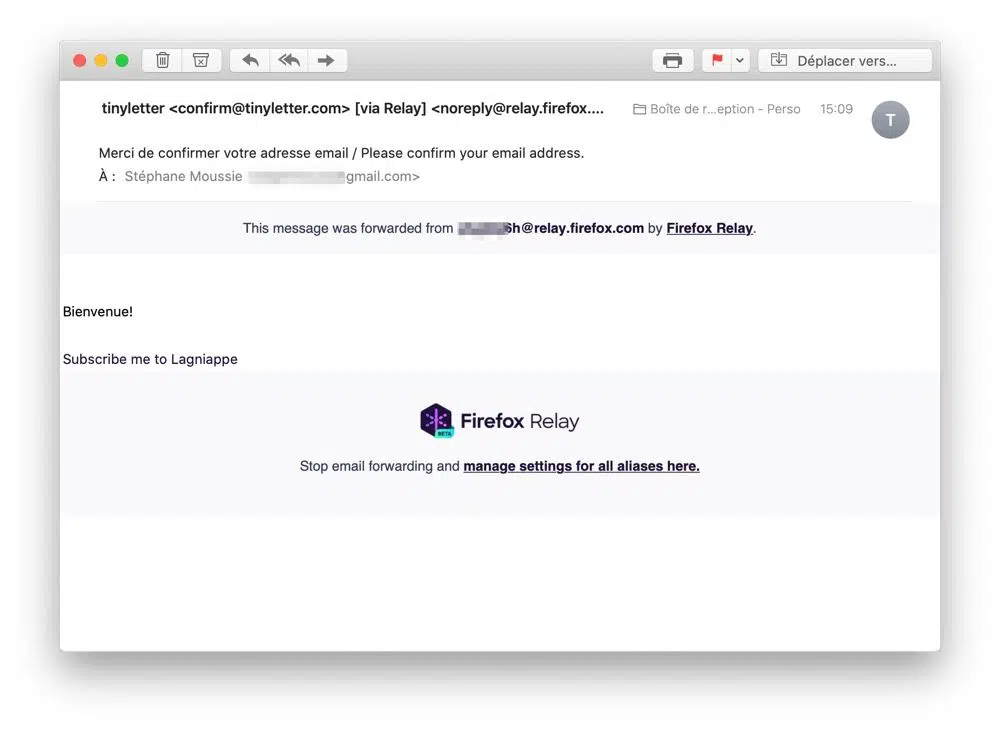 Déplacer vers...
tinyletter <confirm@tinyletter.com> [via Relay] <noreply@relay.firefox....
Boîte de r...eption - Perso
15:09
T
Merci de confirmer votre adresse email / Please confirm your email address.
À : Stéphane Moussie gmail.com>
This message was forwarded from 6h@relay.firefox.com by Firefox Relay.
Bienvenue!
Subscribe me to Lagniappe
BETA
Firefox Relay
Stop email forwarding and manage settings for all aliases here.